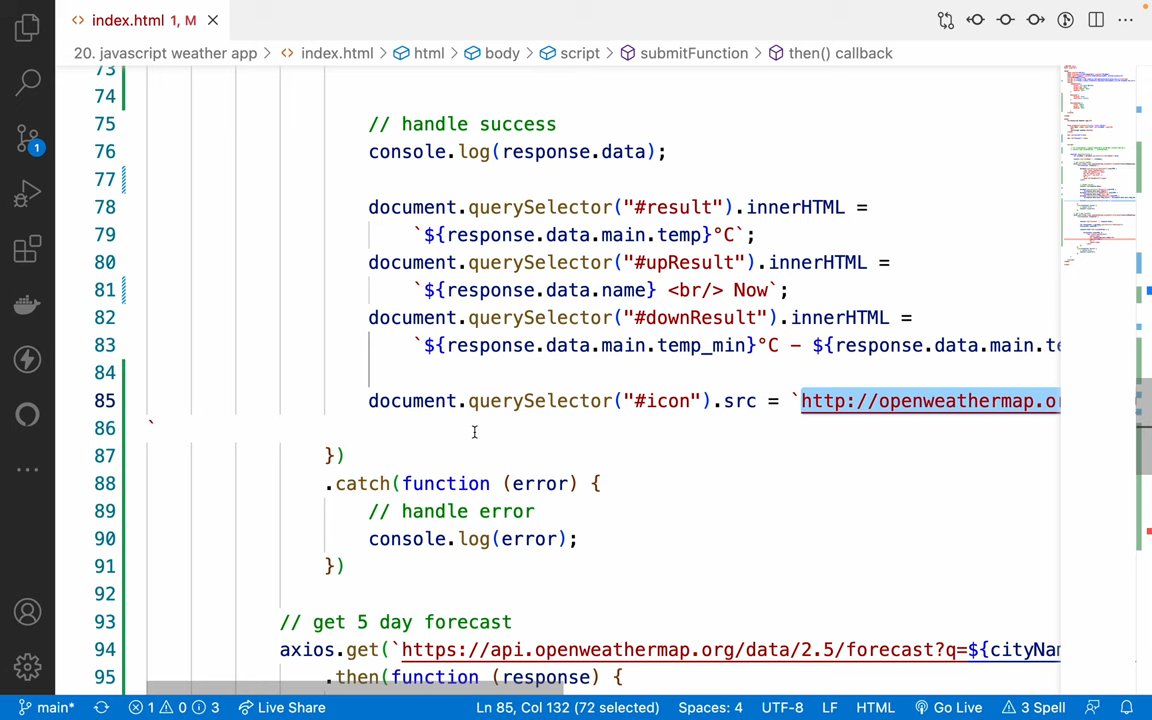 index.html 1, M
20. javascript weather app > index.html > html > body > script > submitFunction > then() callback
73
74
75 // handle success
76 console.log(response.data);
77
78 document.querySelector("#result").innerHTML =
79 `${response.data.main.temp}°C`;
80 document.querySelector("#upResult").innerHTML =
81 `${response.data.name} <br/> Now`;
82 document.querySelector("#downResult").innerHTML =
83 `${response.data.main.temp_min}°C - ${response.data.main.te
84
85 document.querySelector("#icon").src = `http://openweathermap.or
86 `
87 })
88 .catch(function (error) {
89 // handle error
90 console.log(error);
91 })
92
93 // get 5 day forecast
94 axios.get(`https://api.openweathermap.org/data/2.5/forecast?q=${cityNam
95 .then(function (response) {
1
main* 1 0 3 Live Share Ln 85, Col 132 (72 selected) Spaces: 4 UTF-8 LF HTML Go Live 3 Spell